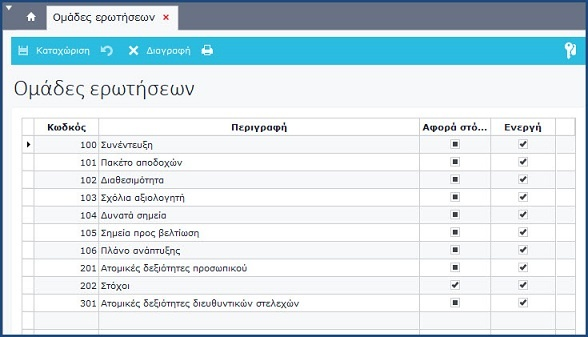 Ομάδες ερωτήσεων
Καταχώριση Διαγραφή
Ομάδες ερωτήσεων
Κωδκός Περιγραφή Αφορά στό... Ενεργή
100 Συνέντευξη
101 Πακέτο αποδοχών
102 Διαθεσιμότητα
103 Σχόλια αξιολογητή
104 Δυνατά σημεία
105 Σημεία προς βελτίωση
106 Πλάνο ανάπτυξης
201 Ατομικές δεξιότητες προσωπικού
202 Στόχοι
301 Ατομικές δεξιότητες διευθυντικών στελεχών